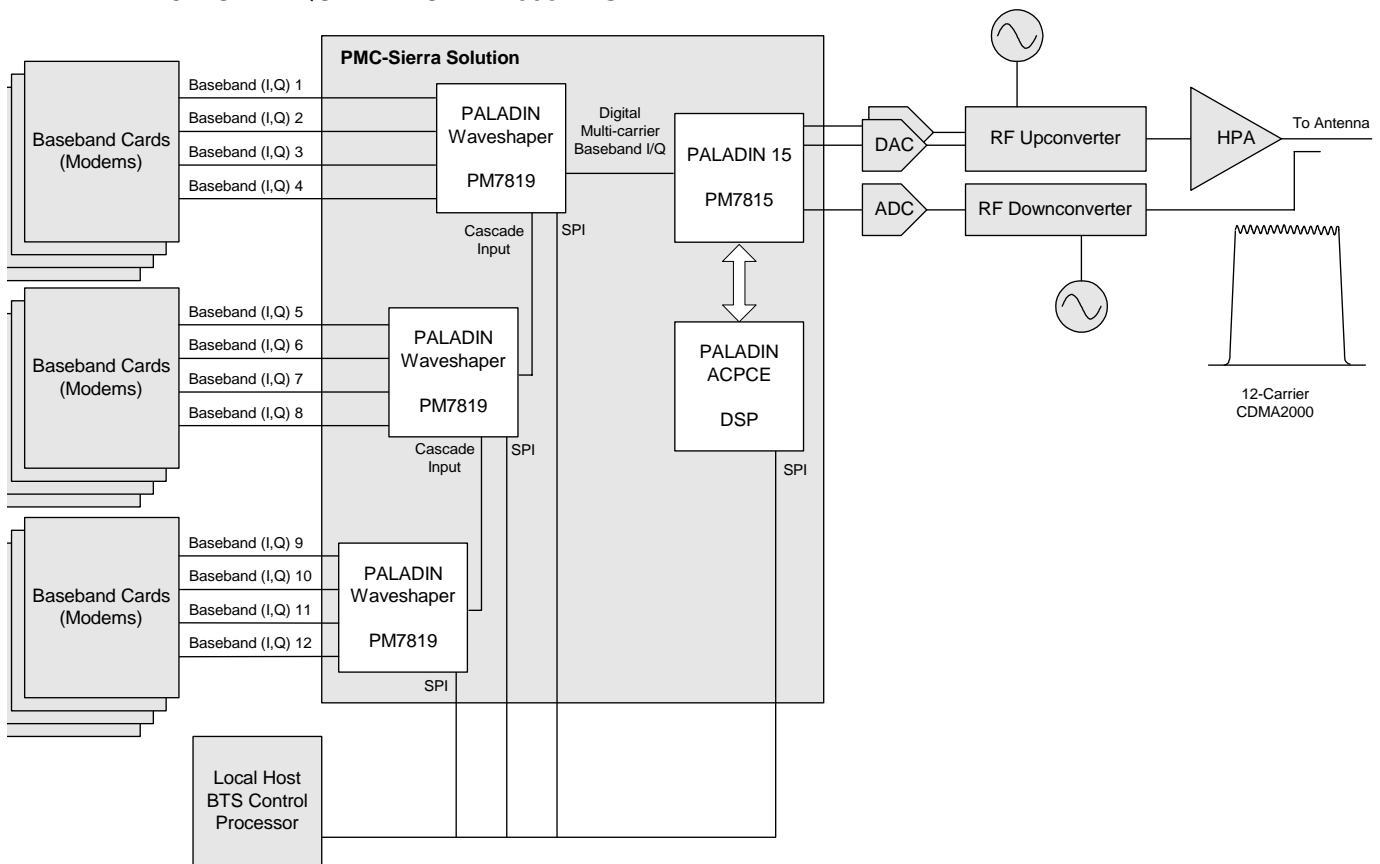 PMC-Sierra Solution
Baseband Cards
(Modems)
Baseband (I,Q) 1
Baseband (I,Q) 2
Baseband (I,Q) 3
Baseband (I,Q) 4
PALADIN
Waveshaper
PM7819
Digital
Multi-carrier
Baseband I/Q
PALADIN 15
PM7815
DAC
RF Upconverter
HPA
To Antenna
ADC
RF Downconverter
Cascade
Input
SPI
Baseband Cards
(Modems)
Baseband (I,Q) 5
Baseband (I,Q) 6
Baseband (I,Q) 7
Baseband (I,Q) 8
PALADIN
Waveshaper
PM7819
PALADIN
ACPCE
DSP
12-Carrier
CDMA2000
Cascade
Input
SPI
SPI
Baseband Cards
(Modems)
Baseband (I,Q) 9
Baseband (I,Q) 10
Baseband (I,Q) 11
Baseband (I,Q) 12
PALADIN
Waveshaper
PM7819
SPI
Local Host
BTS Control
Processor